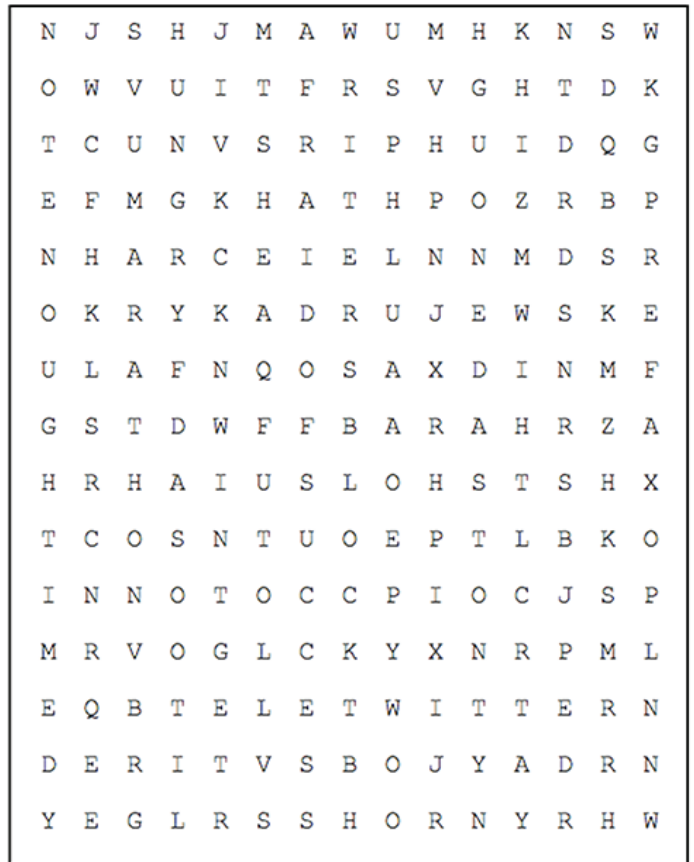 N J S H J M A W U M H K N S W
O W V U I T F R S V G H T D K
T C U N V S R I P H U I D Q G
E F M G K H A T H P O Z R B P
N H A R C E I E L N N M D S R
O K R Y K A D R U J E W S K E
U L A F N Q O S A X D I N M F
G S T D W F F B A R A H R Z A
H R H A I U S L O H S T S H X
T C O S N T U O E P T L B K O
I N N O T O C C P I O C J S P
M R V O G L C K Y X N R P M L
E Q B T E L E T W I T T E R N
D E R I T V S B O J Y A D R N
Y E G L R S S H O R N Y R H W